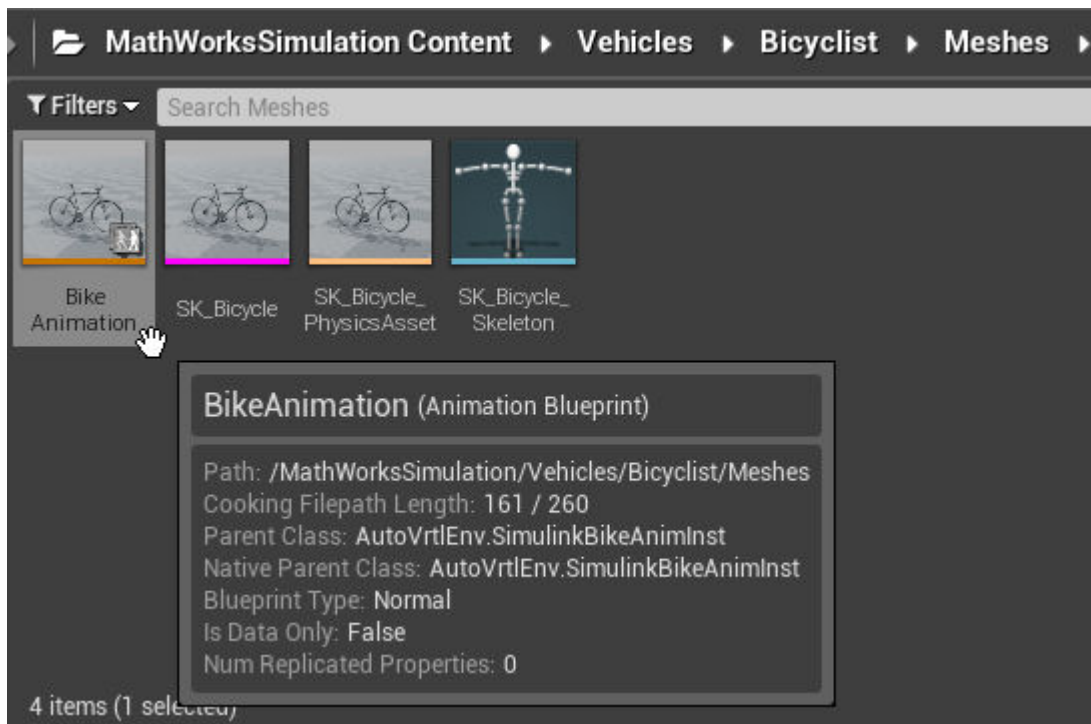 MathWorksSimulation Content Vehicles Bicyclist Meshes
Filters Search Meshes
Bike
Animation
SK_Bicycle
SK_Bicycle_
PhysicsAsset
SK_Bicycle_
Skeleton
BikeAnimation (Animation Blueprint)
Path: /MathWorksSimulation/Vehicles/Bicyclist/Meshes
Cooking Filepath Length: 161 / 260
Parent Class: AutoVrtlEnv.SimulinkBikeAnimInst
Native Parent Class: AutoVrtlEnv.SimulinkBikeAnimInst
Blueprint Type: Normal
Is Data Only: False
Num Replicated Properties: 0
4 items (1 selected)